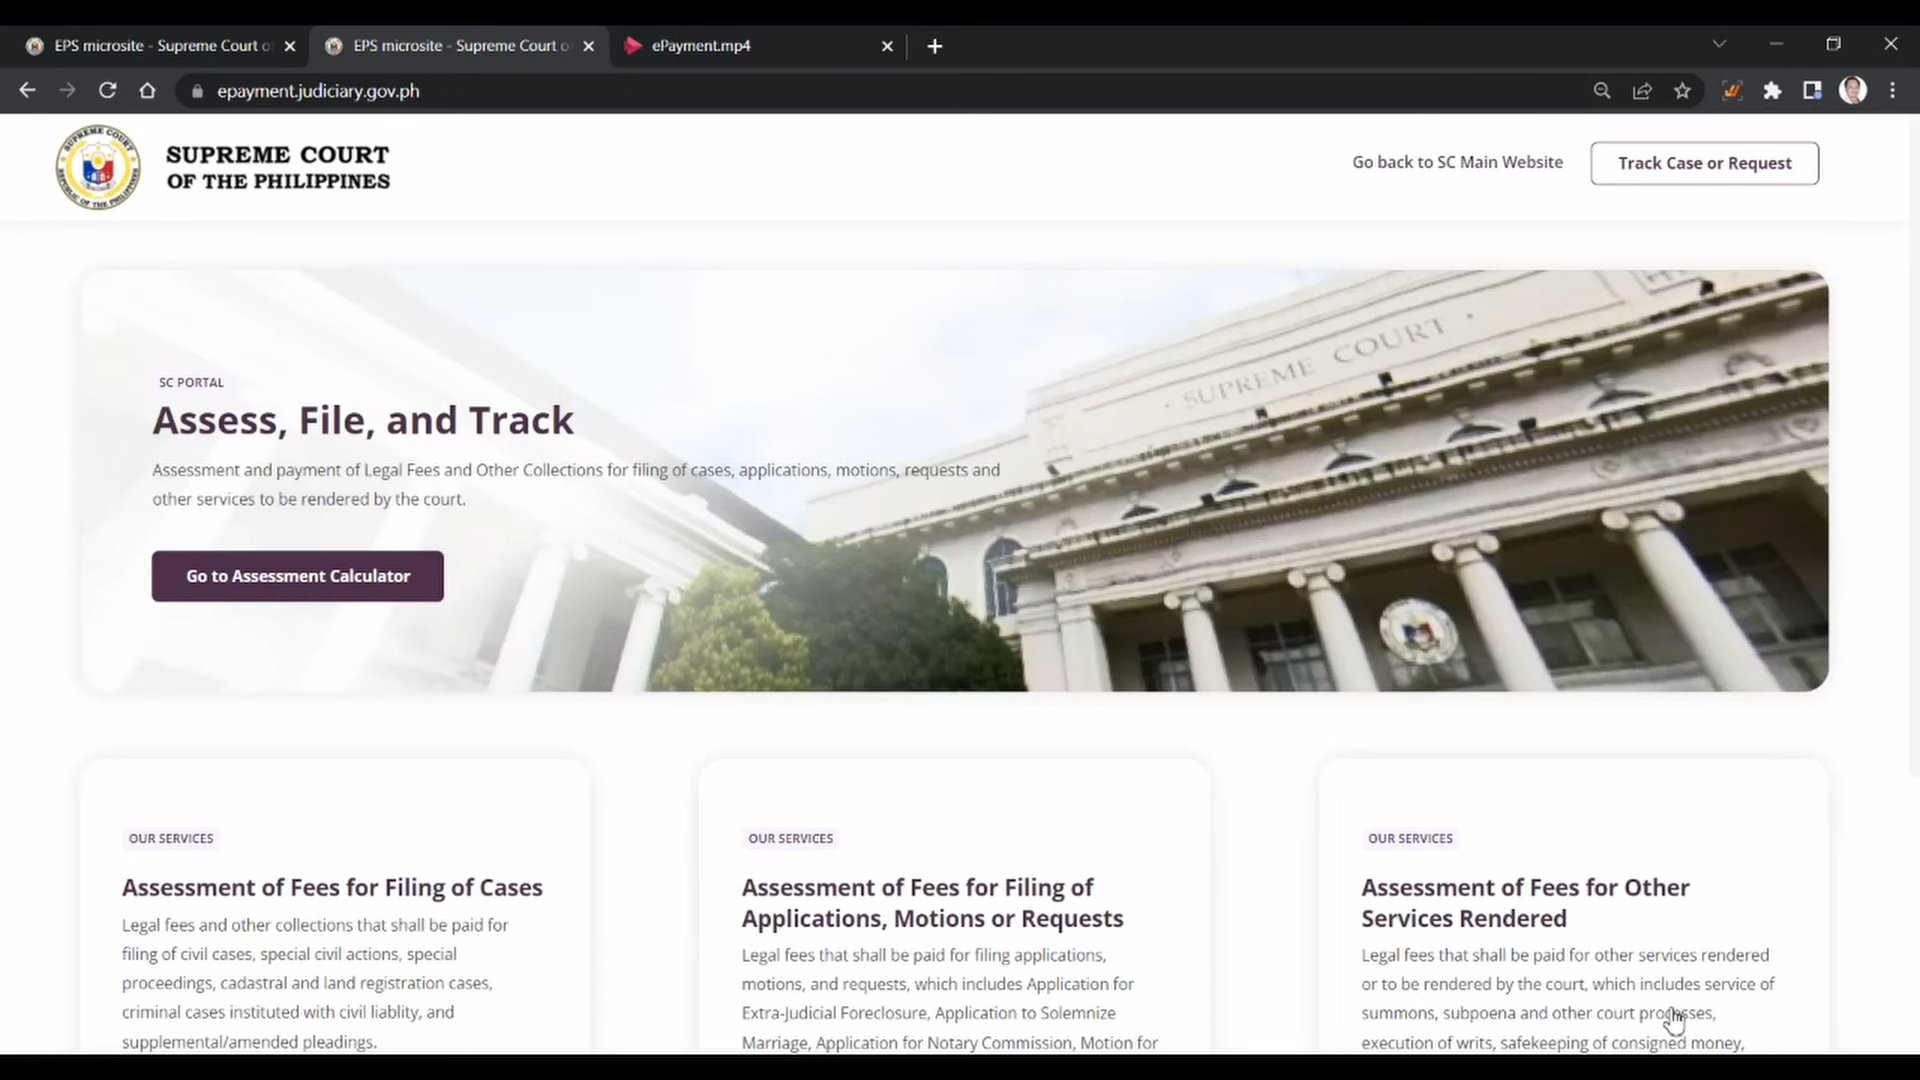 EPS microsite - Supreme Court o
EPS microsite - Supreme Court o
ePayment.mp4
epayment.judiciary.gov.ph
SUPREME COURT
OF THE PHILIPPINES
Go back to SC Main Website
Track Case or Request
SUPREME COURT
SC PORTAL
Assess, File, and Track
Assessment and payment of Legal Fees and Other Collections for filing of cases, applications, motions, requests and
other services to be rendered by the court.
Go to Assessment Calculator
OUR SERVICES
Assessment of Fees for Filing of Cases
Legal fees and other collections that shall be paid for
filing of civil cases, special civil actions, special
proceedings, cadastral and land registration cases,
criminal cases instituted with civil liablity, and
supplemental/amended pleadings.
OUR SERVICES
Assessment of Fees for Filing of
Applications, Motions or Requests
Legal fees that shall be paid for filing applications,
motions, and requests, which includes Application for
Extra-Judicial Foreclosure, Application to Solemnize
Marriage, Application for Notary Commission, Motion for
OUR SERVICES
Assessment of Fees for Other
Services Rendered
Legal fees that shall be paid for other services rendered
or to be rendered by the court, which includes service of
summons, subpoena and other court processes,
execution of writs, safekeeping of consigned money,